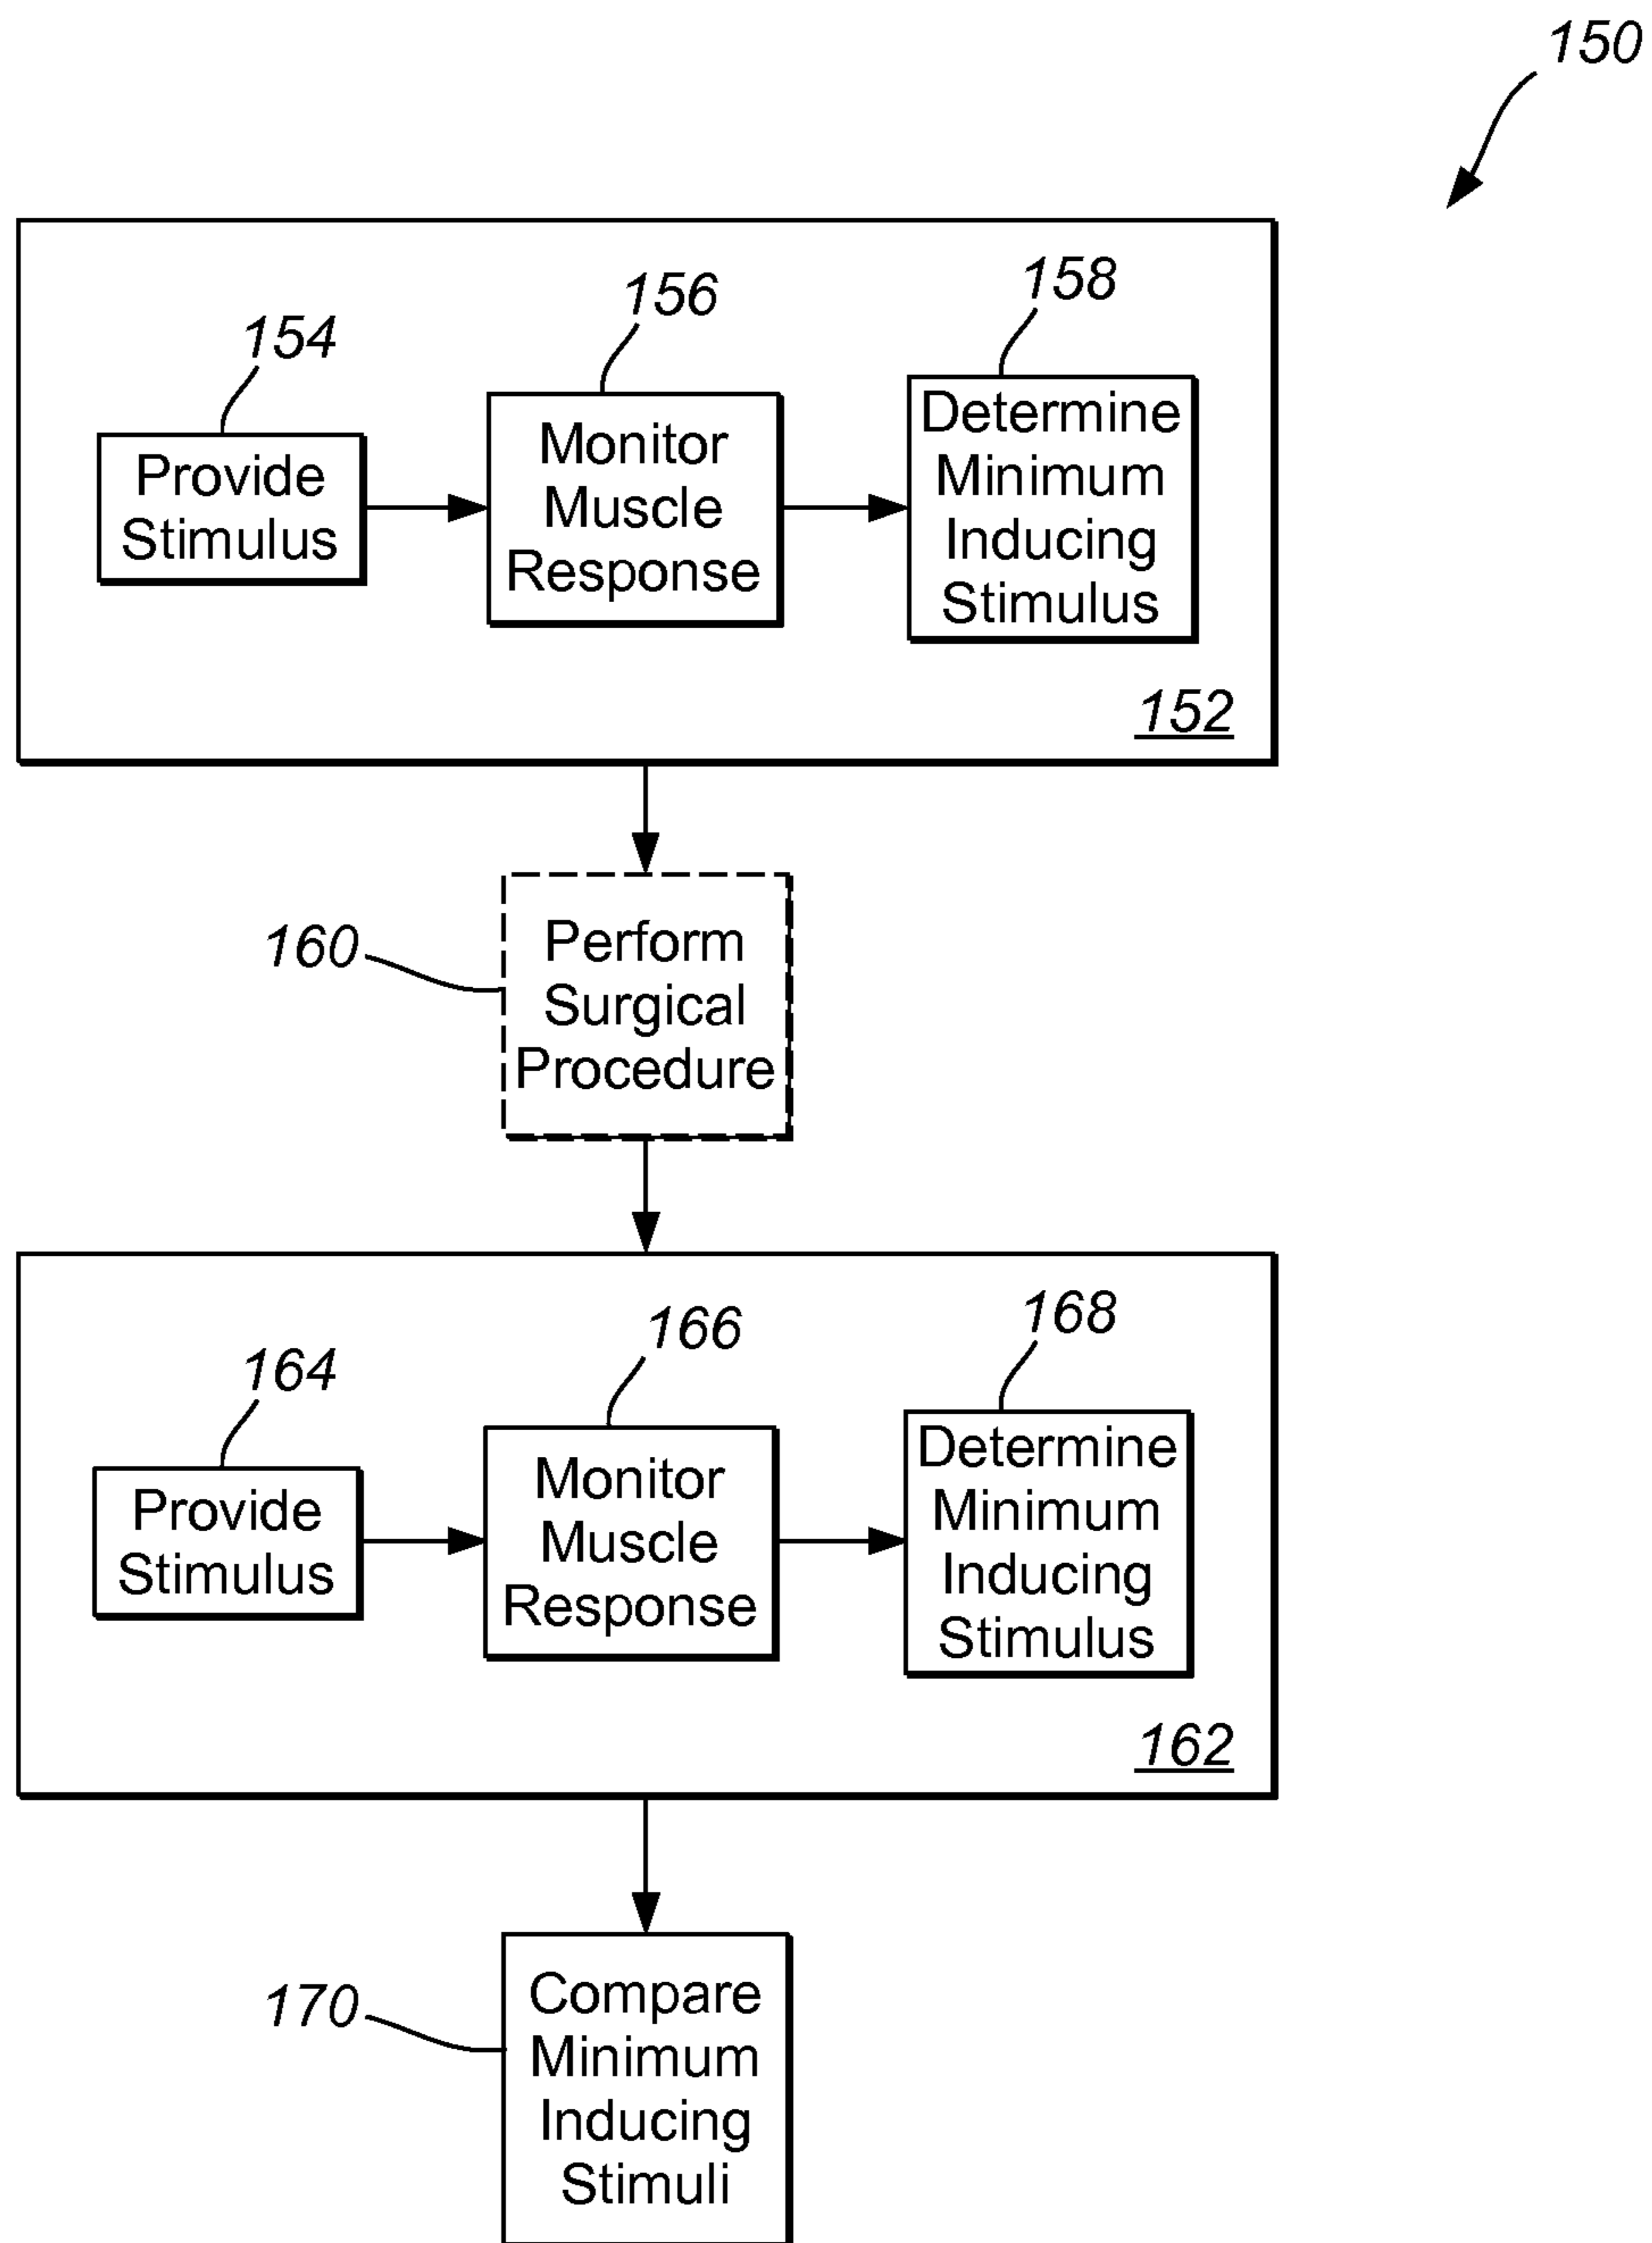 150
154
156
158
Provide
Stimulus
Monitor
Muscle
Response
Determine
Minimum
Inducing
Stimulus
152
160
Perform
Surgical
Procedure
164
166
168
Provide
Stimulus
Monitor
Muscle
Response
Determine
Minimum
Inducing
Stimulus
162
170
Compare
Minimum
Inducing
Stimuli